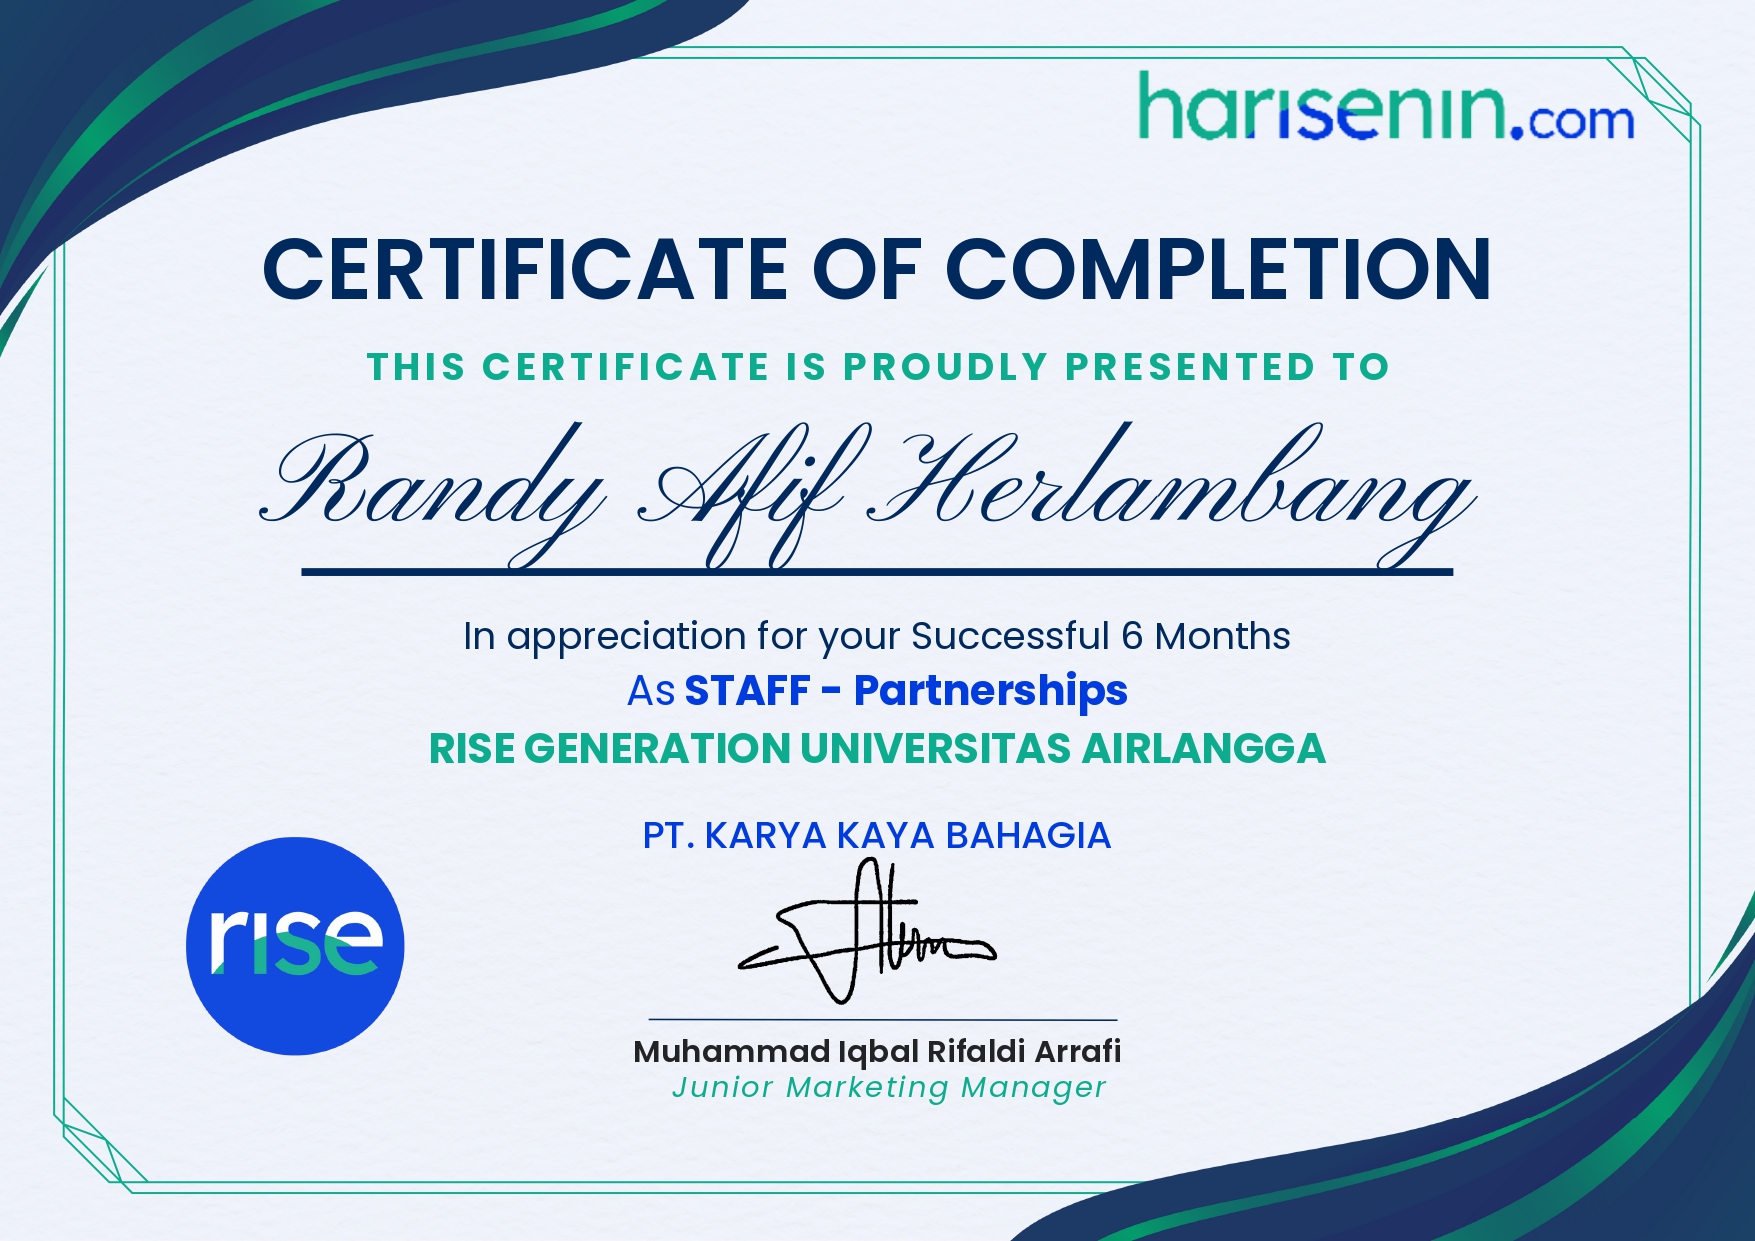 harisenin.com
CERTIFICATE OF COMPLETION
THIS CERTIFICATE IS PROUDLY PRESENTED TO
Randy Afif Herlambang
In appreciation for your Successful 6 Months
As STAFF - Partnerships
RISE GENERATION UNIVERSITAS AIRLANGGA
PT. KARYA KAYA BAHAGIA
rise
Muhammad Iqbal Rifaldi Arrafi
Junior Marketing Manager